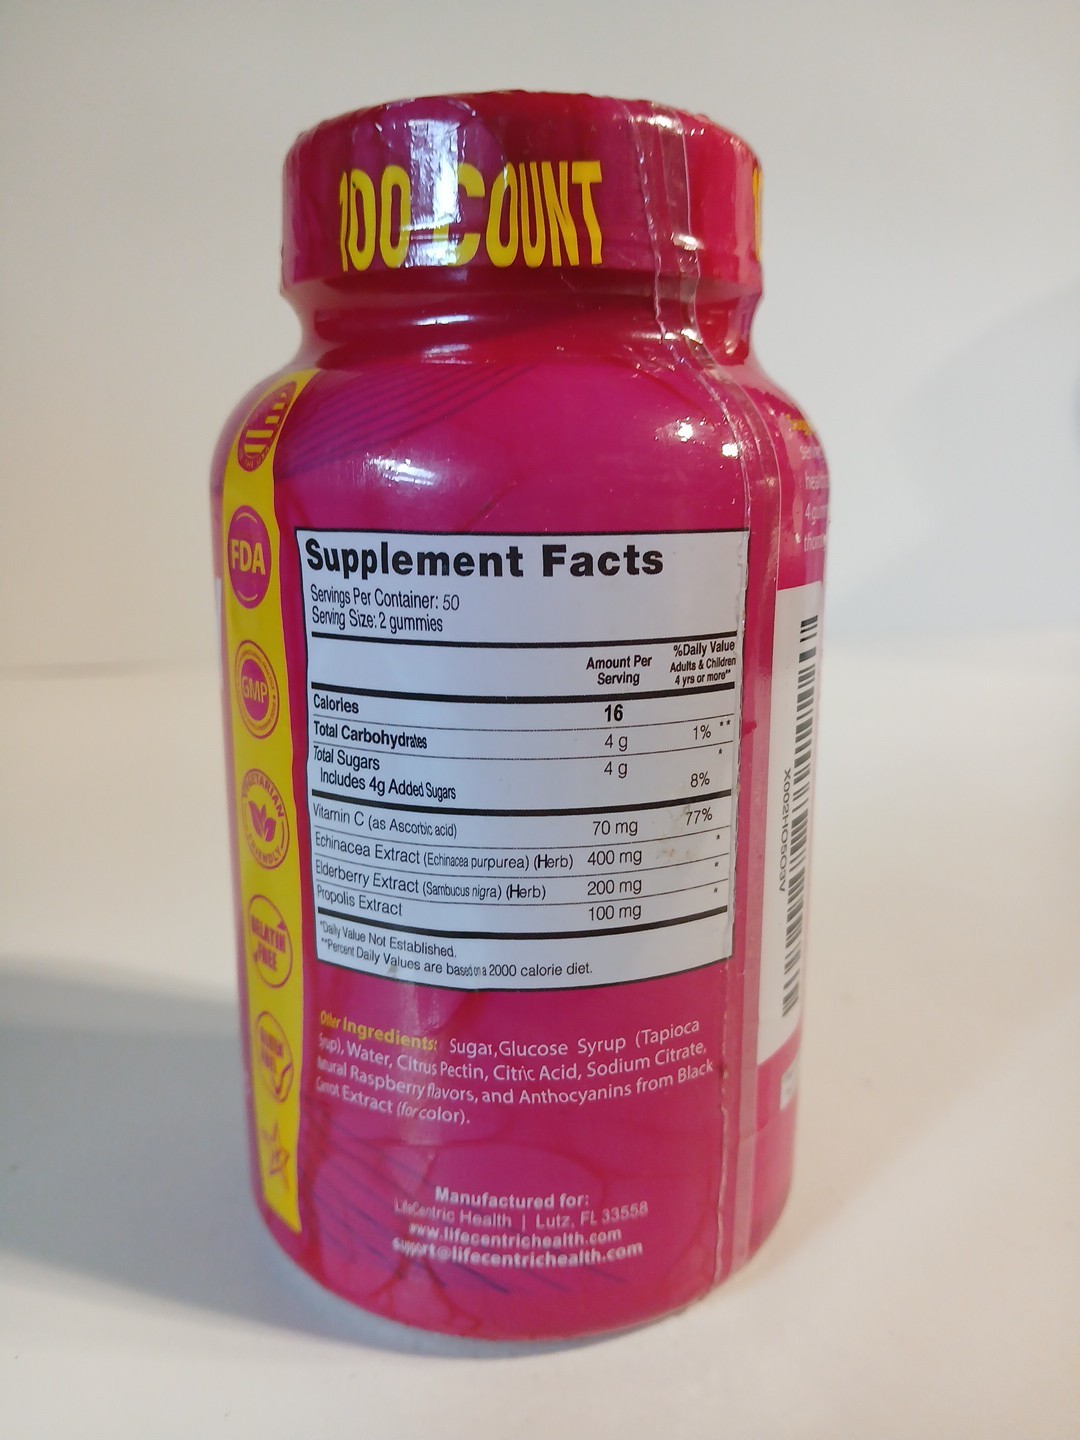 100 COUNT
FDA
GMP
VEGETARIAN
FRIENDLY
GELATIN
FREE
Supplement Facts
Servings Per Container: 50
Serving Size: 2 gummies
Amount Per Serving
%Daily Value Adults & Children 4 yrs or more**
Calories 16
Total Carbohydrates 4 g 1% **
Total Sugars 4 g *
Includes 4g Added Sugars 8%
Vitamin C (as Ascorbic acid) 70 mg 77%
Echinacea Extract (Echinacea purpurea) (Herb) 400 mg *
Elderberry Extract (Sambucus nigra) (Herb) 200 mg *
Propolis Extract 100 mg *
*Daily Value Not Established.
**Percent Daily Values are based on a 2000 calorie diet.
Other Ingredients: Sugar, Glucose Syrup (Tapioca
Syrup), Water, Citrus Pectin, Citric Acid, Sodium Citrate,
Natural Raspberry flavors, and Anthocyanins from Black
Carrot Extract (for color).
Manufactured for:
LifeCentric Health | Lutz, FL 33558
www.lifecentrichealth.com
support@lifecentrichealth.com
X002HO5O3V